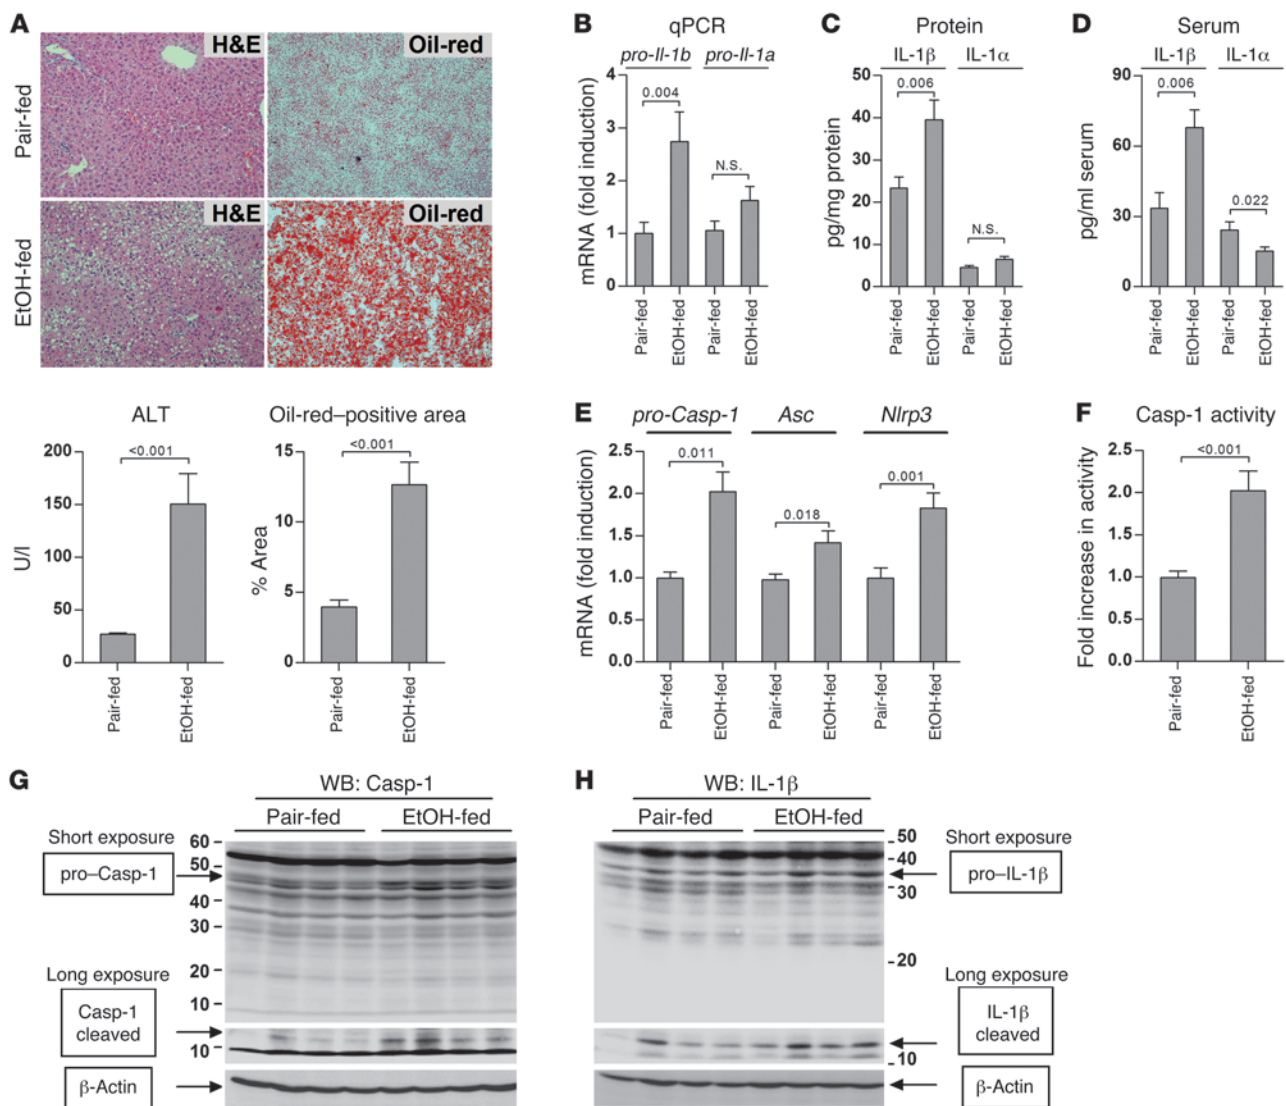 A
H&E
Oil-red
H&E
Oil-red
Pair-fed
EtOH-fed
ALT
Oil-red–positive area
200
150
100
50
0
U/l
<0.001
Pair-fed
EtOH-fed
15
10
5
0
% Area
<0.001
Pair-fed
EtOH-fed
B
qPCR
pro-Il-1b pro-Il-1a
4
3
2
1
0
mRNA (fold induction)
0.004
N.S.
Pair-fed
EtOH-fed
Pair-fed
EtOH-fed
C
Protein
IL-1β IL-1α
50
40
30
20
10
0
pg/mg protein
0.006
N.S.
Pair-fed
EtOH-fed
Pair-fed
EtOH-fed
D
Serum
IL-1β IL-1α
90
60
30
0
pg/ml serum
0.006
0.022
Pair-fed
EtOH-fed
Pair-fed
EtOH-fed
E
pro-Casp-1 Asc Nlrp3
2.5
2.0
1.5
1.0
0.5
0.0
mRNA (fold induction)
0.011
0.018
0.001
Pair-fed
EtOH-fed
Pair-fed
EtOH-fed
Pair-fed
EtOH-fed
F
Casp-1 activity
2.5
2.0
1.5
1.0
0.5
0.0
Fold increase in activity
<0.001
Pair-fed
EtOH-fed
G
WB: Casp-1
Pair-fed EtOH-fed
Short exposure
pro–Casp-1
60
50
40
30
20
10
Long exposure
Casp-1
cleaved
10
β-Actin
H
WB: IL-1β
Pair-fed EtOH-fed
50
40
30
20
Short exposure
pro–IL-1β
Long exposure
IL-1β
cleaved
10
β-Actin